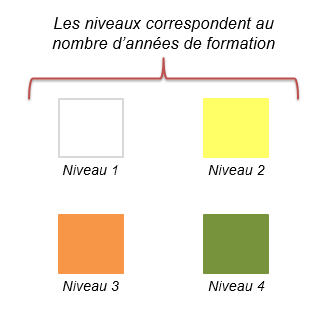 Les niveaux correspondent au
nombre d’années de formation
Niveau 1
Niveau 2
Niveau 3
Niveau 4